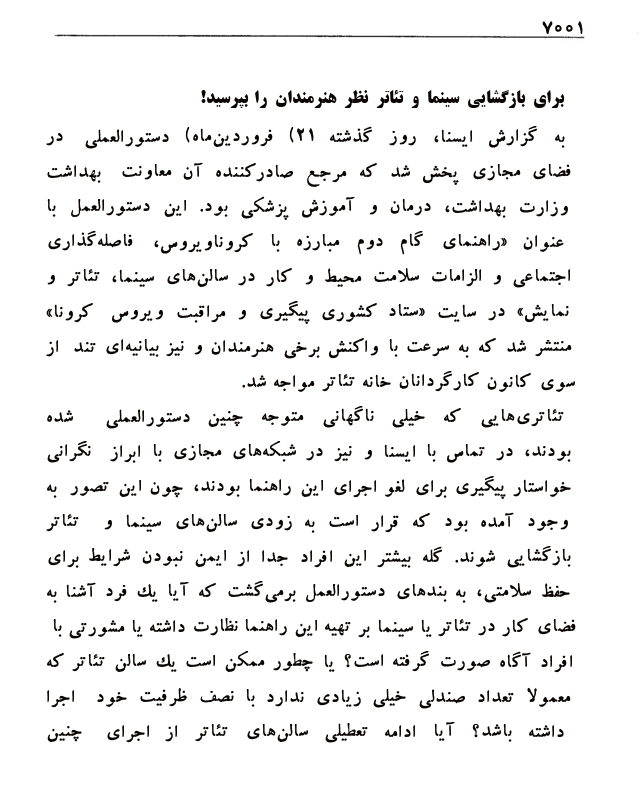 ۷۰۰۱
برای بازگشایی سینما و تئاتر نظر هنرمندان را بپرسید!
به گزارش ایسنا، روز گذشته ۲۱) فروردین‌ماه) دستورالعملی در
فضای مجازی پخش شد که مرجع صادرکننده آن معاونت بهداشت
وزارت بهداشت، درمان و آموزش پزشکی بود. این دستورالعمل با
عنوان «راهنمای گام دوم مبارزه با کروناویروس، فاصله‌گذاری
اجتماعی و الزامات سلامت محیط و کار در سالن‌های سینما، تئاتر و
نمایش» در سایت «ستاد کشوری پیگیری و مراقبت ویروس کرونا»
منتشر شد که به سرعت با واکنش برخی هنرمندان و نیز بیانیه‌ای تند از
سوی کانون کارگردانان خانه تئاتر مواجه شد.
تئاتری‌هایی که خیلی ناگهانی متوجه چنین دستورالعملی شده
بودند، در تماس با ایسنا و نیز در شبکه‌های مجازی با ابراز نگرانی
خواستار پیگیری برای لغو اجرای این راهنما بودند، چون این تصور به
وجود آمده بود که قرار است به زودی سالن‌های سینما و تئاتر
بازگشایی شوند. گله بیشتر این افراد جدا از ایمن نبودن شرایط برای
حفظ سلامتی، به بندهای دستورالعمل برمی‌گشت که آیا یك فرد آشنا به
فضای کار در تئاتر یا سینما بر تهیه این راهنما نظارت داشته یا مشورتی با
افراد آگاه صورت گرفته است؟ یا چطور ممکن است یك سالن تئاتر که
معمولا تعداد صندلی خیلی زیادی ندارد با نصف ظرفیت خود اجرا
داشته باشد؟ آیا ادامه تعطیلی سالن‌های تئاتر از اجرای چنین